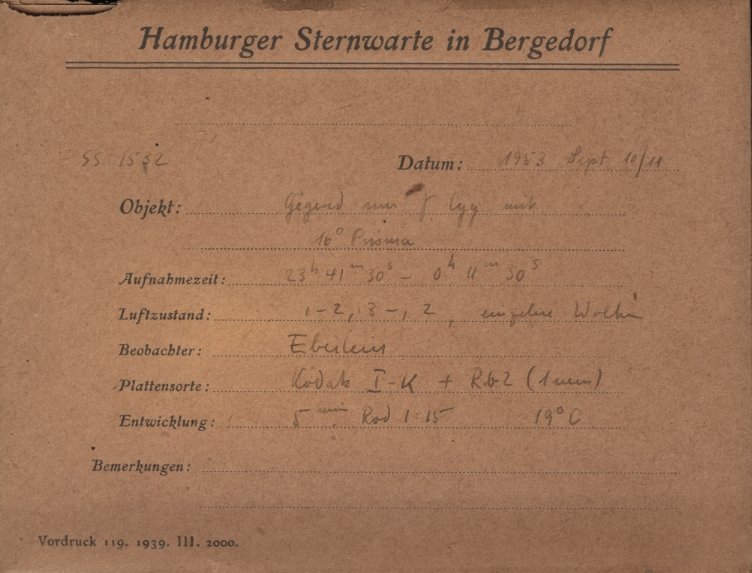 Hamburger Sternwarte in Bergedorf
SS 1532 Datum: 1953 Sept 10/11
Objekt: Gegend um γ Cyg mit
10° Prisma
Aufnahmezeit: 23ʰ 41ᵐ 30ˢ – 0ʰ 11ᵐ 30ˢ
Luftzustand: 1-2, 3-, 2, einzelne Wolken
Beobachter:
Plattensorte: Kodak I-K + RG2 (1 mm)
Entwicklung: 5 min Rod 1:15 19° C
Bemerkungen:
Vordruck 119. 1939. III. 2000.